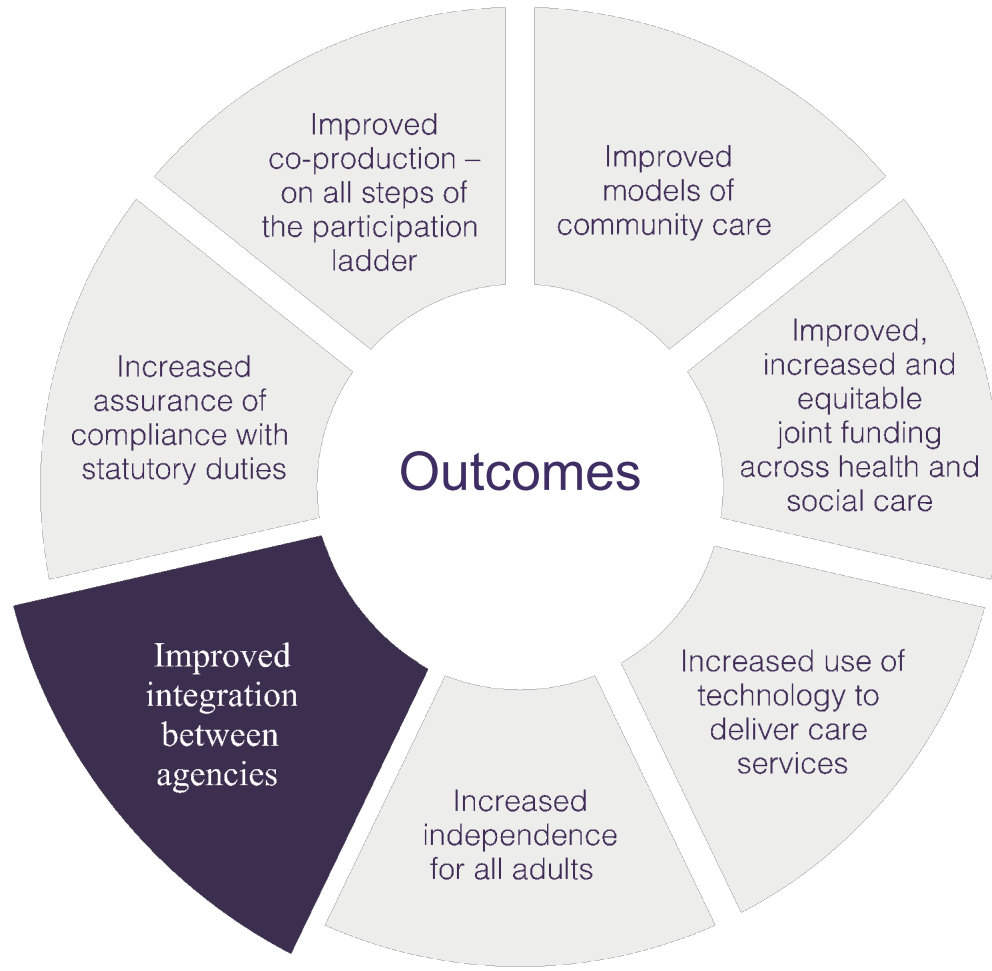 Improved
co-production –
on all steps of
the participation
ladder
Improved
models of
community care
Improved,
increased and
equitable
joint funding
across health and
social care
Increased use of
technology to
deliver care
services
Increased
independence
for all adults
Improved
integration
between
agencies
Increased
assurance of
compliance with
statutory duties
Outcomes